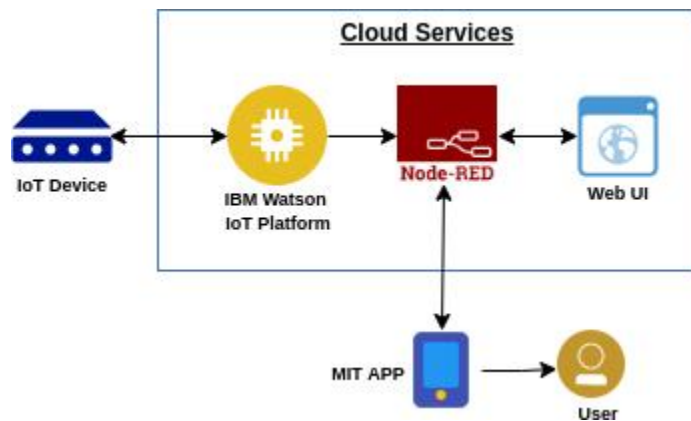 Cloud Services
IoT Device
IBM Watson
IoT Platform
Node-RED
Web UI
MIT APP
User